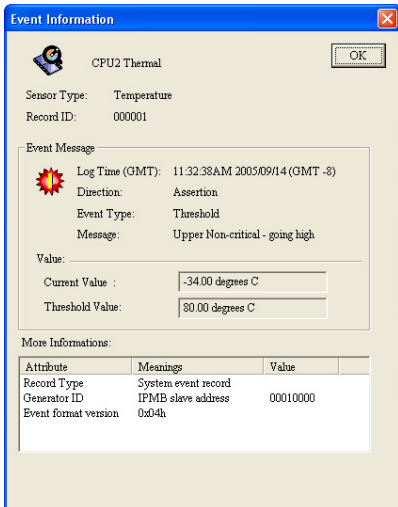 Event Information
OK
CPU2 Thermal
Sensor Type: Temperature
Record ID: 000001
Event Message
Log Time (GMT): 11:32:38AM 2005/09/14 (GMT -8)
Direction: Assertion
Event Type: Threshold
Message: Upper Non-critical - going high
Value:
Current Value : -34.00 degrees C
Threshold Value: 80.00 degrees C
More Informations:
Attribute Meanings Value
Record Type System event record
Generator ID IPMB slave address 00010000
Event format version 0x04h